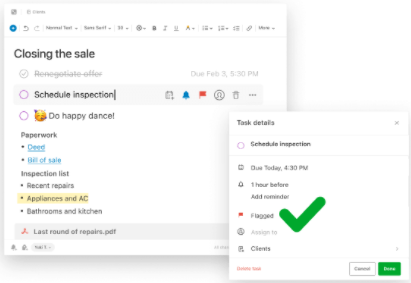 Normal Text
Sans Serif
More
Closing the sale
Renegotiate offer
Due Feb 3, 5:30 PM
Schedule inspection
Do happy dance!
Paperwork
Deed
Bill of sale
Inspection list
Recent repairs
Appliances and AC
Bathrooms and kitchen
Last round of repairs.pdf
Task details
Schedule inspection
Due Today, 4:30 PM
1 hour before
Add reminder
Flagged
Assign to
Clients
Delete task
Cancel
Done